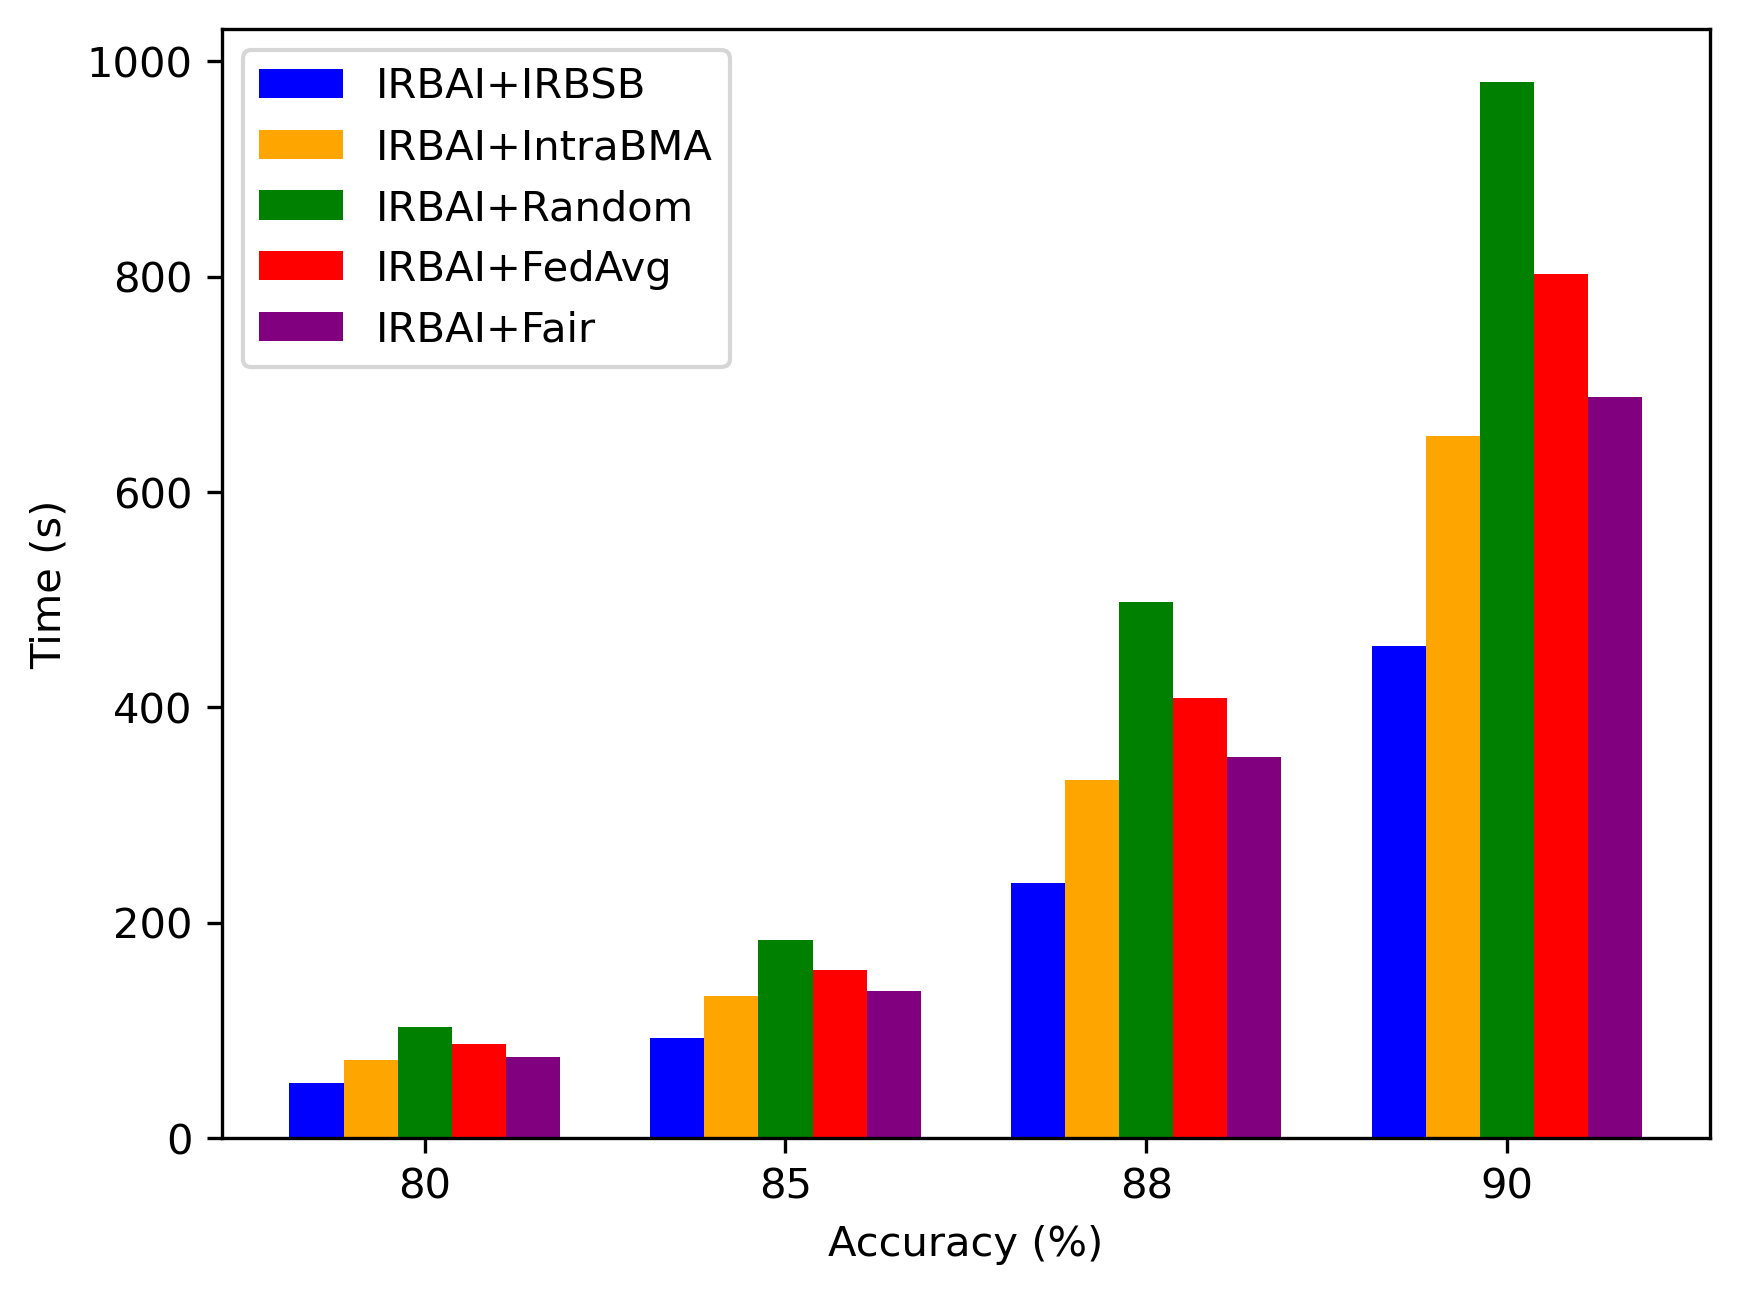 IRBAI+IRBSB
IRBAI+IntraBMA
IRBAI+Random
IRBAI+FedAvg
IRBAI+Fair
1000
800
600
400
200
0
Time (s)
80 85 88 90
Accuracy (%)